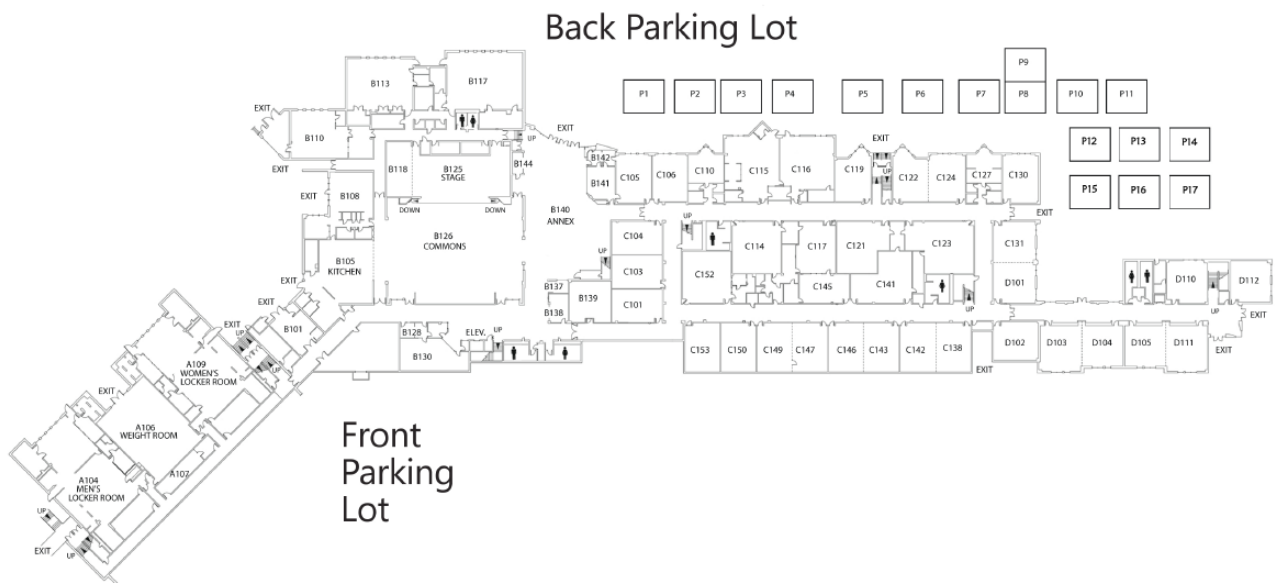 Back Parking Lot
P9
P1
P2
P3
P4
P5
P6
P7
P8
P10
P11
B113
B117
EXIT
B110
UP
EXIT
EXIT
P12
P13
P14
B142
B144
B118
B125
STAGE
B141
C105
C106
C110
C115
C116
C119
UP
C122
C124
C127
C130
EXIT
EXIT
B108
P15
P16
P17
DOWN
DOWN
B140
ANNEX
B126
COMMONS
UP
EXIT
C104
C114
C117
C121
C123
C131
UP
B105
KITCHEN
C103
C152
C145
C141
D101
D110
D112
EXIT
B137
B139
C101
B138
UP
UP
EXIT
EXIT
B101
B128
ELEV.
UP
EXIT
UP
B130
C153
C150
C149
C147
C146
C143
C142
C138
D102
D103
D104
D105
D111
EXIT
EXIT
UP
A109
WOMEN'S
LOCKER ROOM
EXIT
A106
WEIGHT ROOM
Front
Parking
Lot
A107
A104
MEN'S
LOCKER ROOM
UP
EXIT
UP